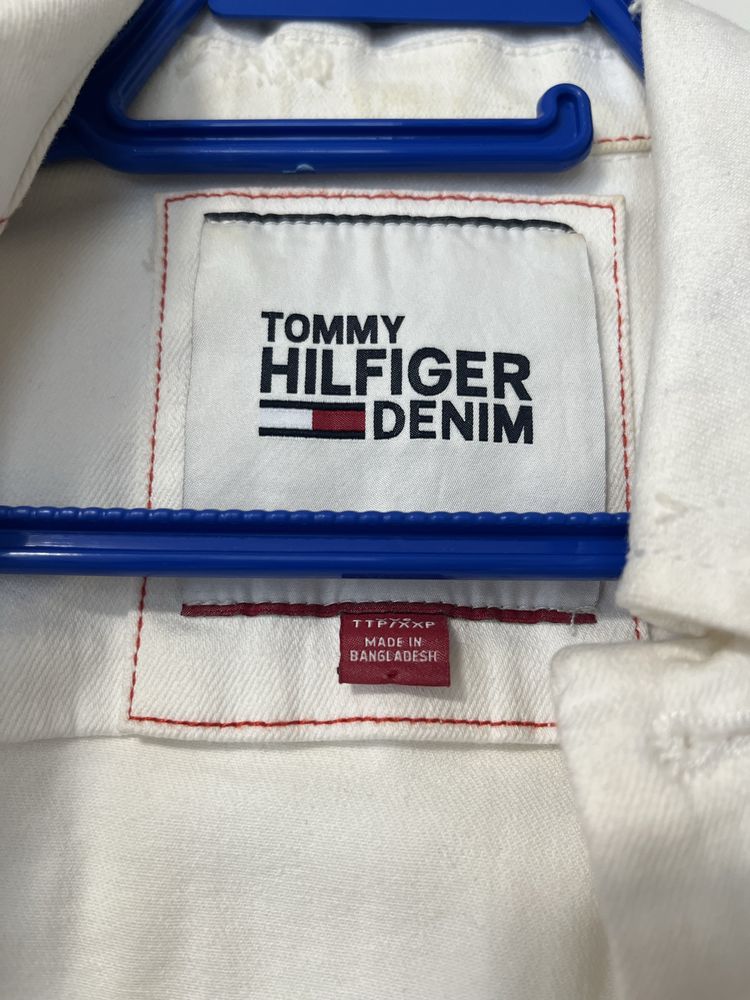 TOMMY
HILFIGER
DENIM
TTP/XXP
MADE IN
BANGLADESH